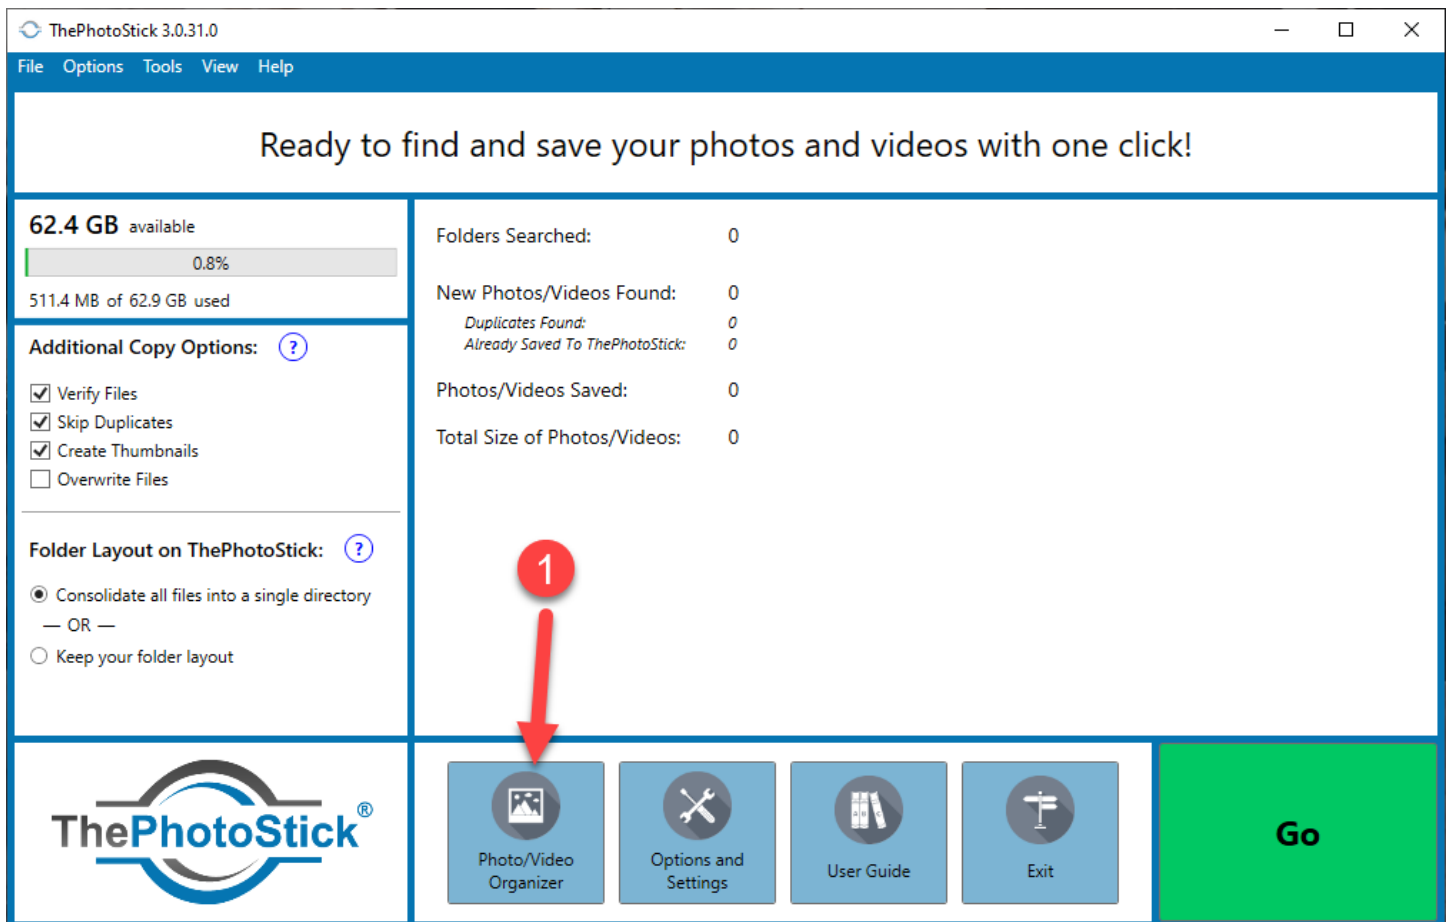 ThePhotoStick 3.0.31.0
File Options Tools View Help
Ready to find and save your photos and videos with one click!
62.4 GB available
0.8%
511.4 MB of 62.9 GB used
Additional Copy Options: ?
Verify Files
Skip Duplicates
Create Thumbnails
Overwrite Files
Folder Layout on ThePhotoStick: ?
Consolidate all files into a single directory
— OR —
Keep your folder layout
Folders Searched: 0
New Photos/Videos Found: 0
Duplicates Found: 0
Already Saved To ThePhotoStick: 0
Photos/Videos Saved: 0
Total Size of Photos/Videos: 0
1
ThePhotoStick®
Photo/Video
Organizer
Options and
Settings
A B C
User Guide
Exit
Go